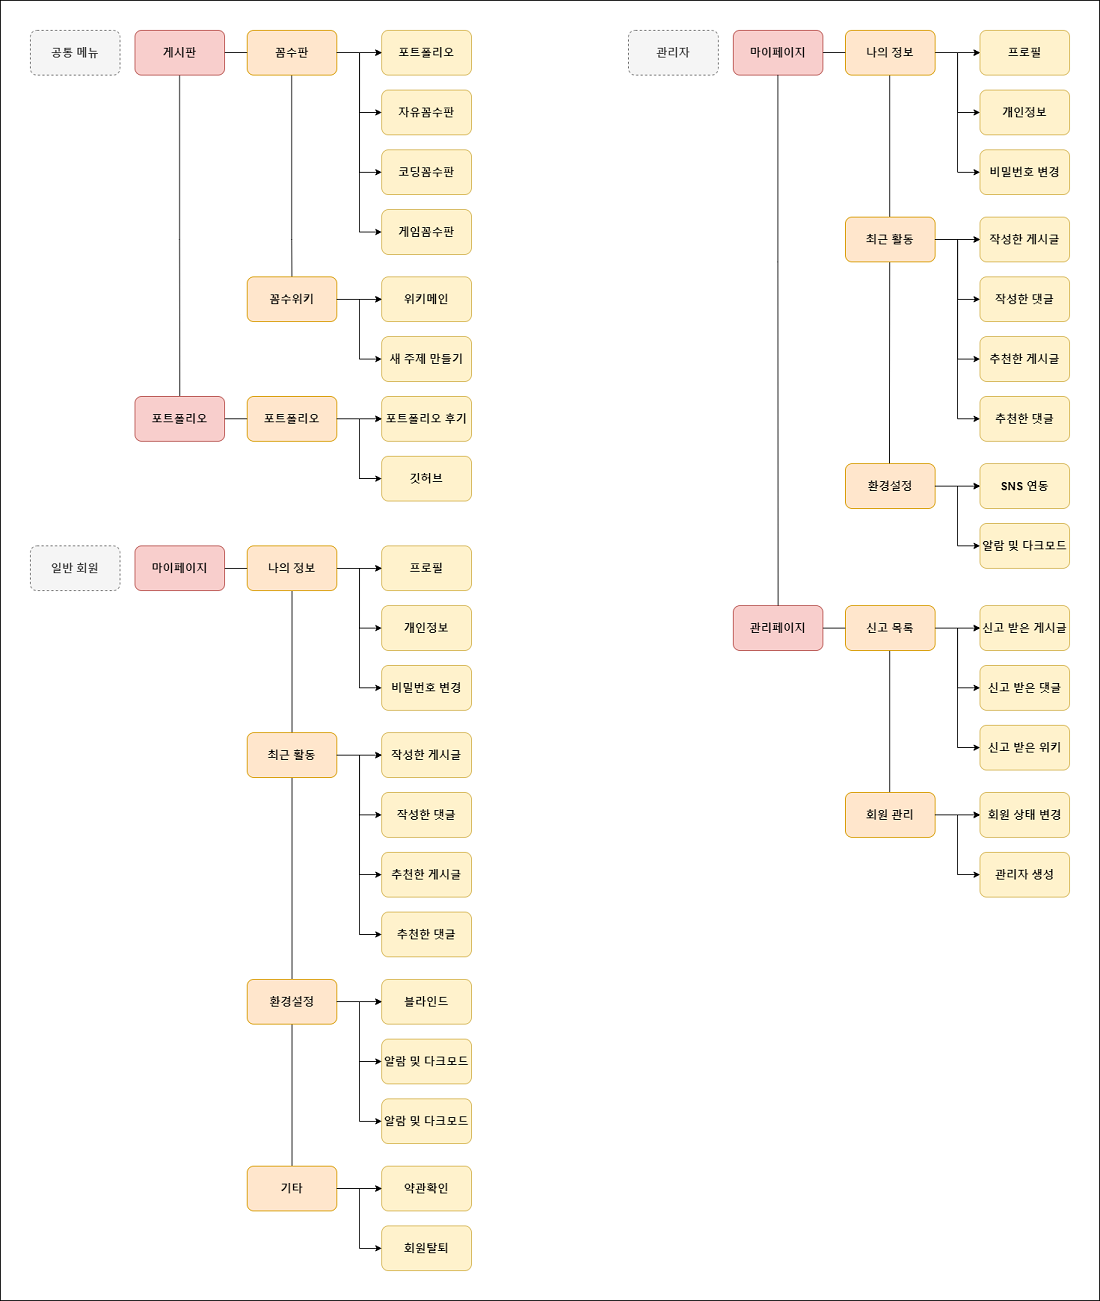 공통 메뉴
게시판
꼼수판
포트폴리오
자유꼼수판
코딩꼼수판
게임꼼수판
꼼수위키
위키메인
새 주제 만들기
포트폴리오
포트폴리오
포트폴리오 후기
깃허브
일반 회원
마이페이지
나의 정보
프로필
개인정보
비밀번호 변경
최근 활동
작성한 게시글
작성한 댓글
추천한 게시글
추천한 댓글
환경설정
블라인드
알람 및 다크모드
알람 및 다크모드
기타
약관확인
회원탈퇴
관리자
마이페이지
나의 정보
프로필
개인정보
비밀번호 변경
최근 활동
작성한 게시글
작성한 댓글
추천한 게시글
추천한 댓글
환경설정
SNS 연동
알람 및 다크모드
관리페이지
신고 목록
신고 받은 게시글
신고 받은 댓글
신고 받은 위키
회원 관리
회원 상태 변경
관리자 생성